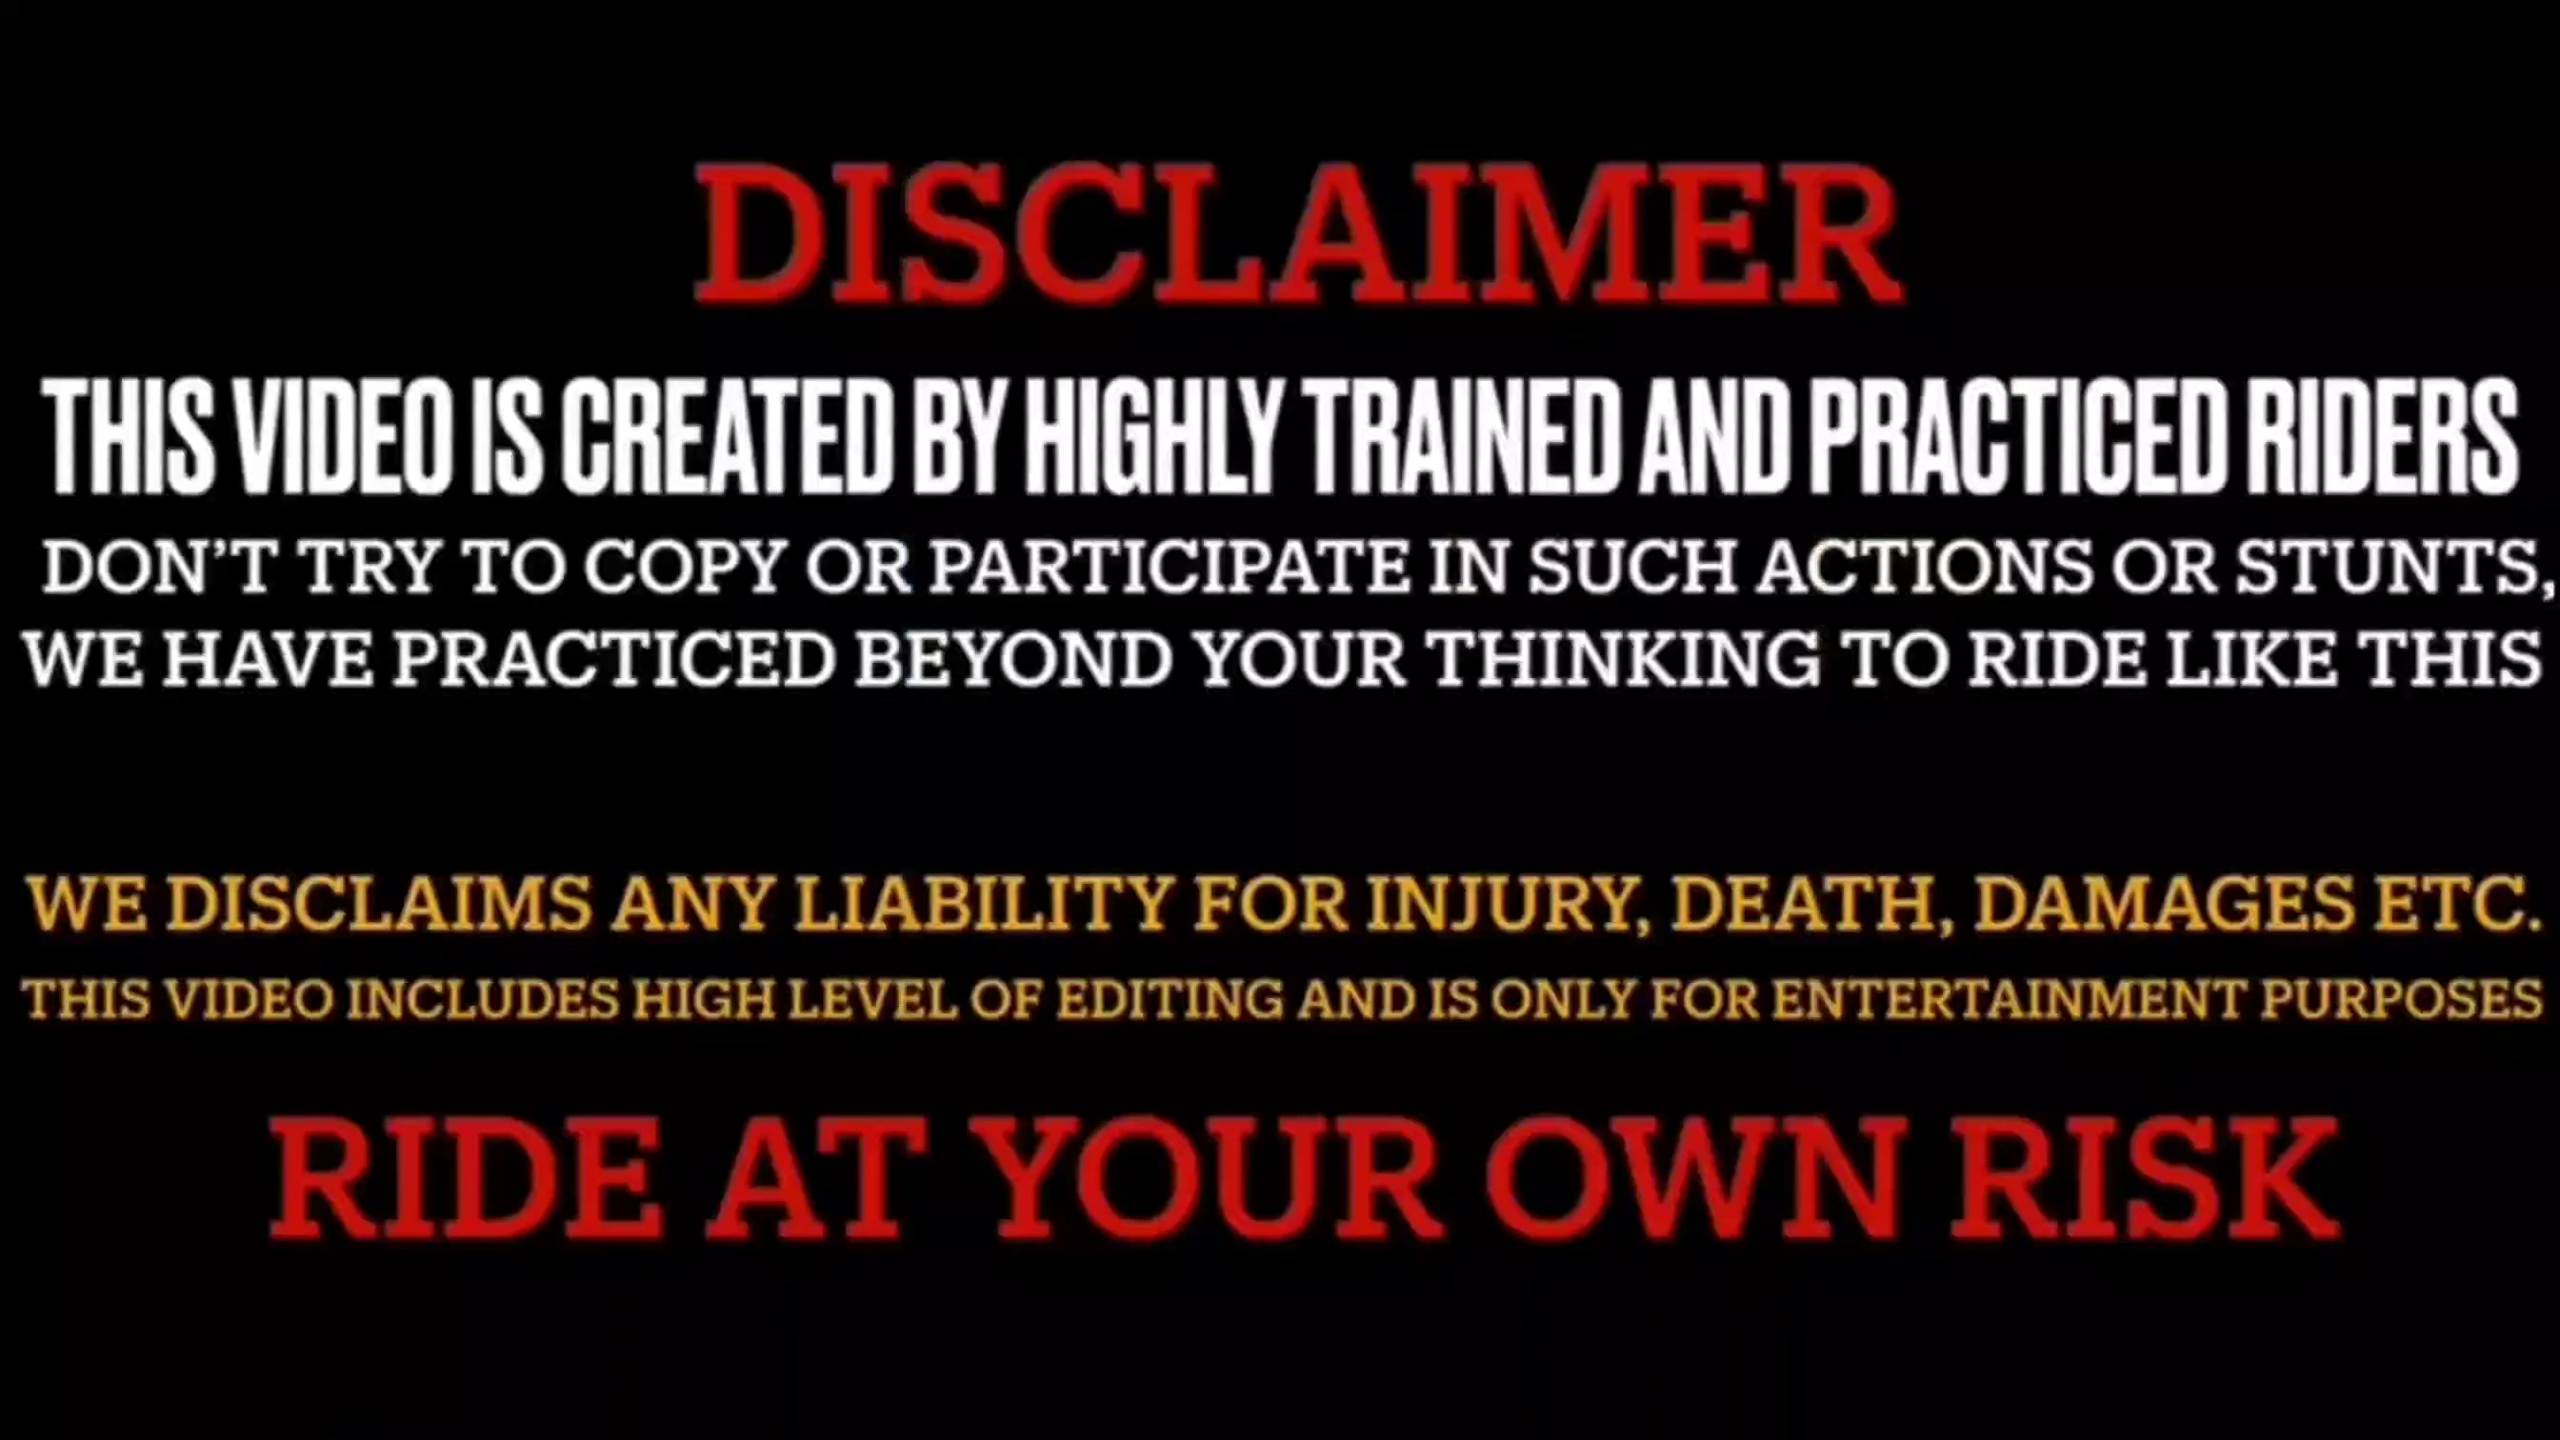 DISCLAIMER
THIS VIDEO IS CREATED BY HIGHLY TRAINED AND PRACTICED RIDERS
DON'T TRY TO COPY OR PARTICIPATE IN SUCH ACTIONS OR STUNTS,
WE HAVE PRACTICED BEYOND YOUR THINKING TO RIDE LIKE THIS
WE DISCLAIMS ANY LIABILITY FOR INJURY, DEATH, DAMAGES ETC.
THIS VIDEO INCLUDES HIGH LEVEL OF EDITING AND IS ONLY FOR ENTERTAINMENT PURPOSES
RIDE AT YOUR OWN RISK